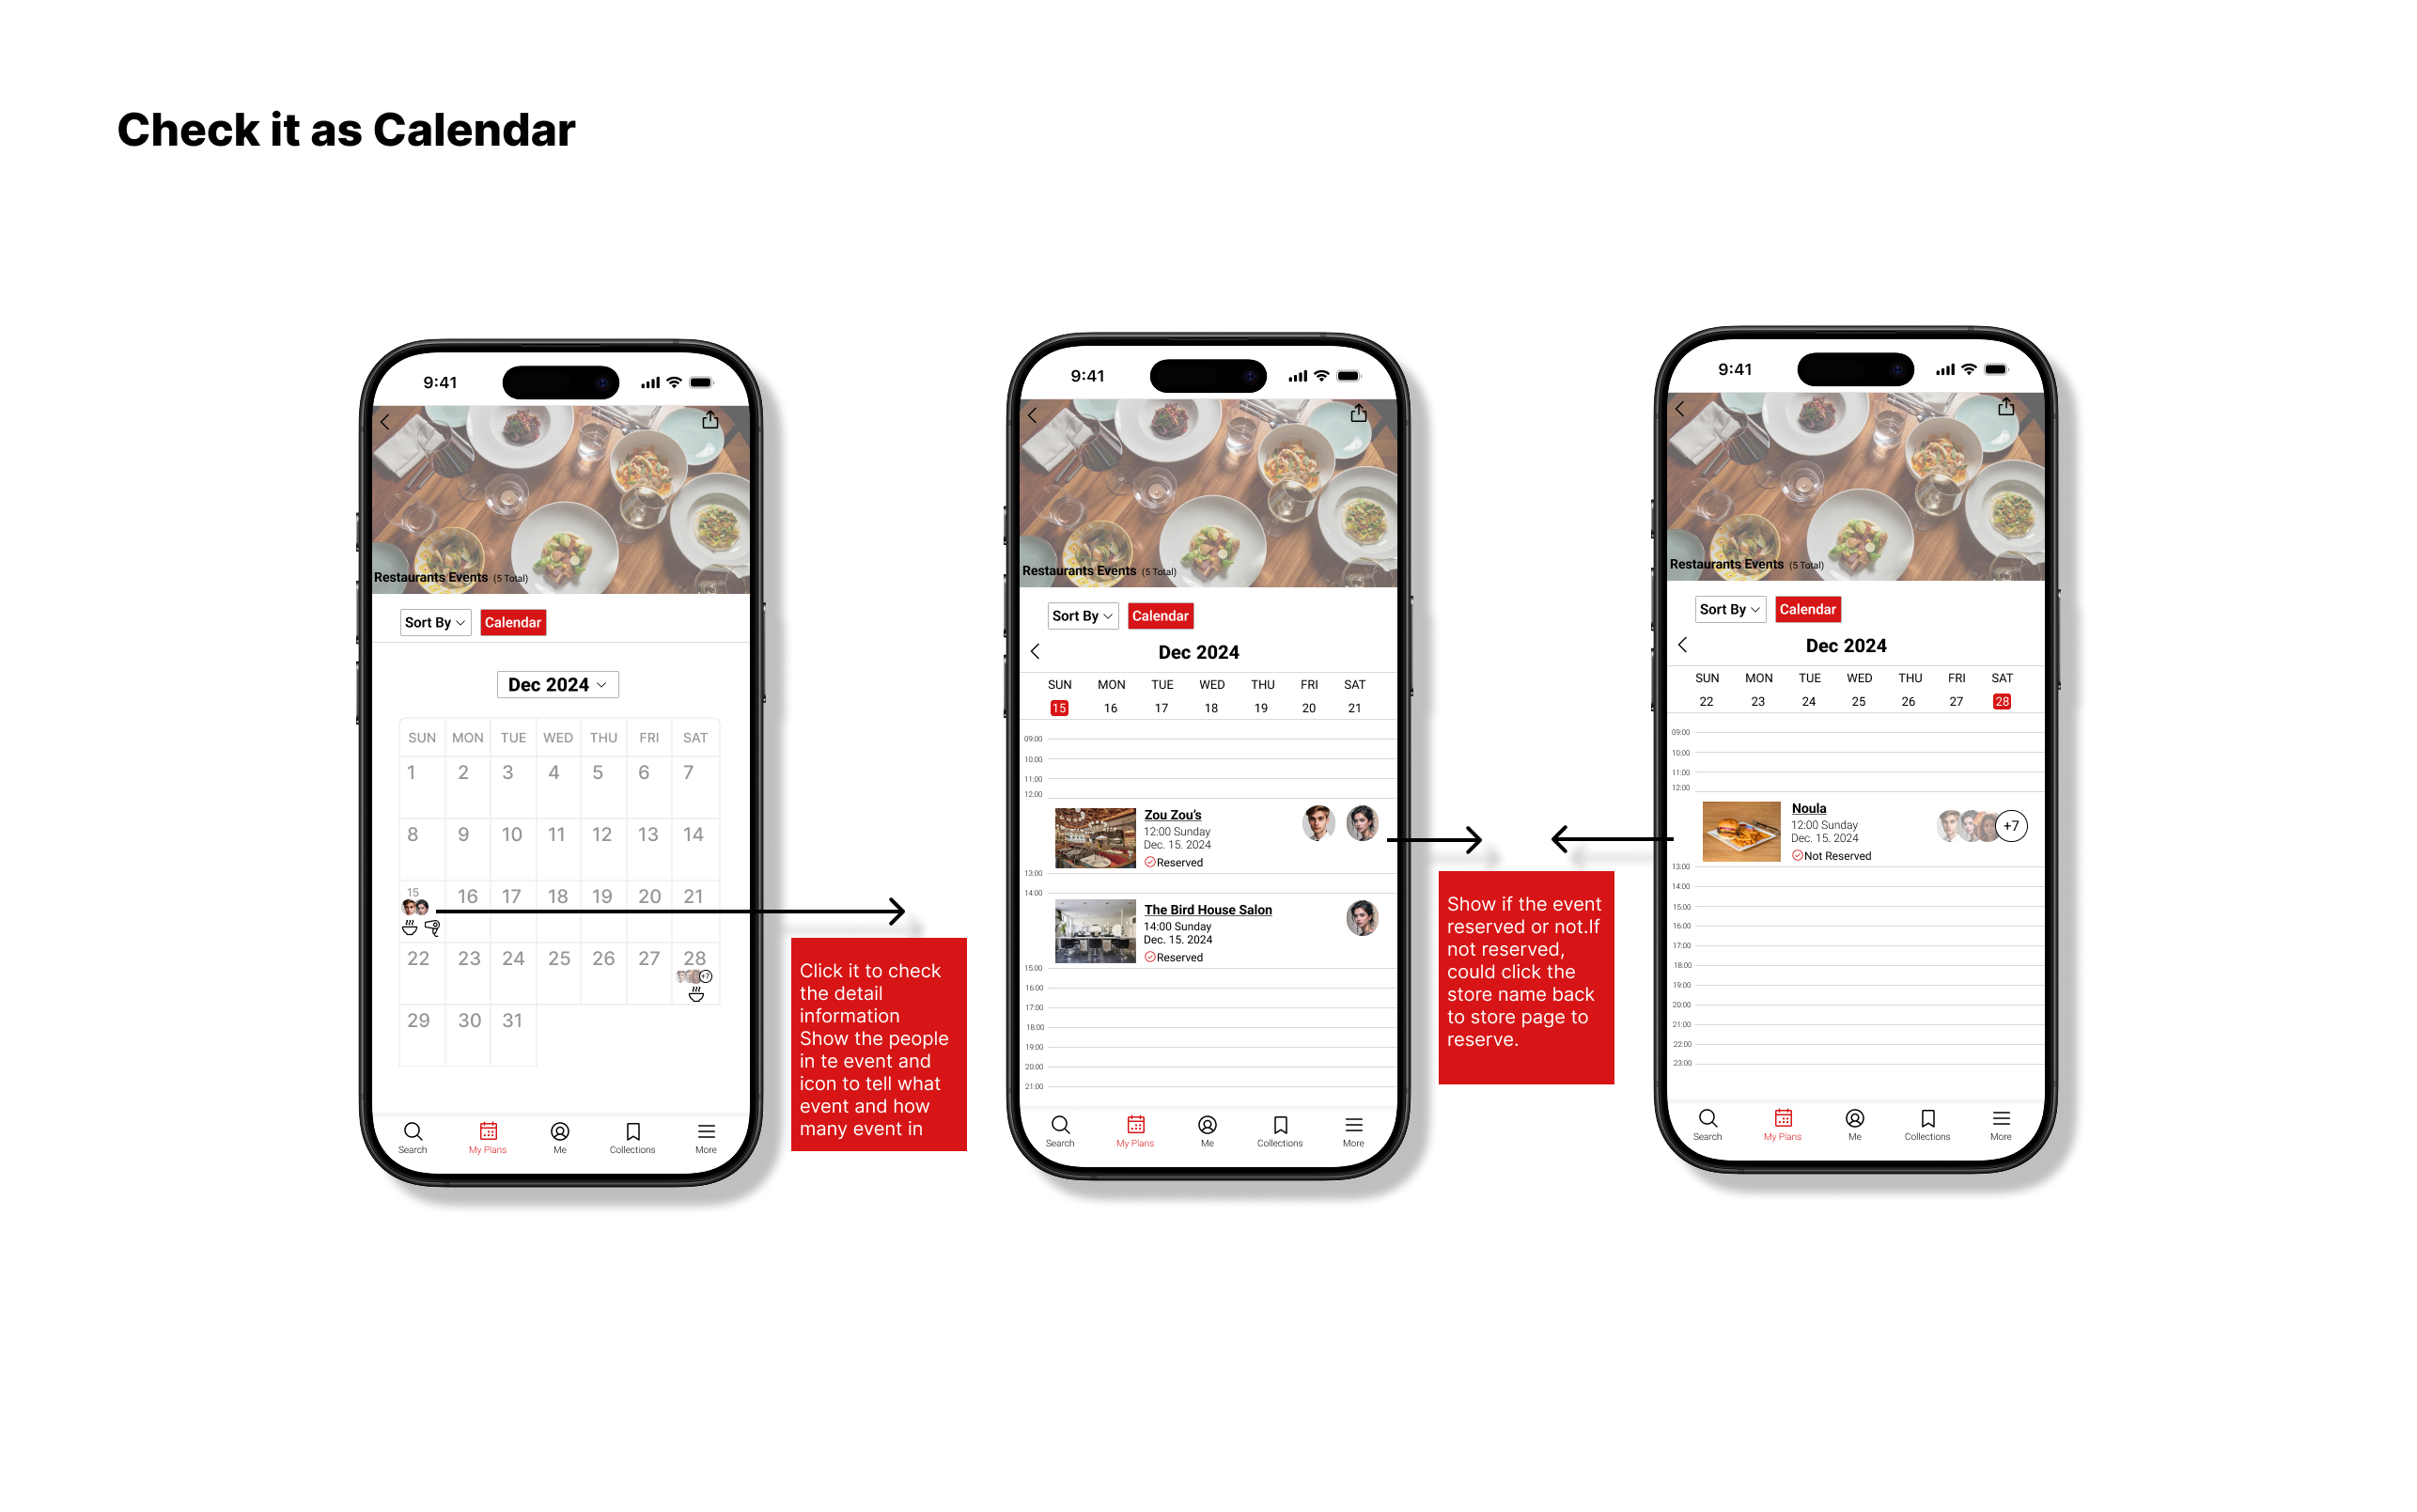 Check it as Calendar
9:41
Restaurants Events (5 Total)
Sort By
Calendar
Dec 2024
SUN MON TUE WED THU FRI SAT
1 2 3 4 5 6 7
8 9 10 11 12 13 14
15 16 17 18 19 20 21
22 23 24 25 26 27 28
+7
29 30 31
Search My Plans Me Collections More
Click it to check
the detail
information
Show the people
in te event and
icon to tell what
event and how
many event in
9:41
Restaurants Events (5 Total)
Sort By
Calendar
Dec 2024
SUN MON TUE WED THU FRI SAT
15 16 17 18 19 20 21
09:00
10:00
11:00
12:00
Zou Zou's
12:00 Sunday
Dec. 15. 2024
Reserved
13:00
14:00
The Bird House Salon
14:00 Sunday
Dec. 15. 2024
Reserved
15:00
16:00
17:00
18:00
19:00
20:00
21:00
Search My Plans Me Collections More
Show if the event
reserved or not.If
not reserved,
could click the
store name back
to store page to
reserve.
9:41
Restaurants Events (5 Total)
Sort By
Calendar
Dec 2024
SUN MON TUE WED THU FRI SAT
22 23 24 25 26 27 28
09:00
10:00
11:00
12:00
Noula
12:00 Sunday
Dec. 15. 2024
Not Reserved
+7
13:00
14:00
15:00
16:00
17:00
18:00
19:00
20:00
21:00
22:00
23:00
Search My Plans Me Collections More